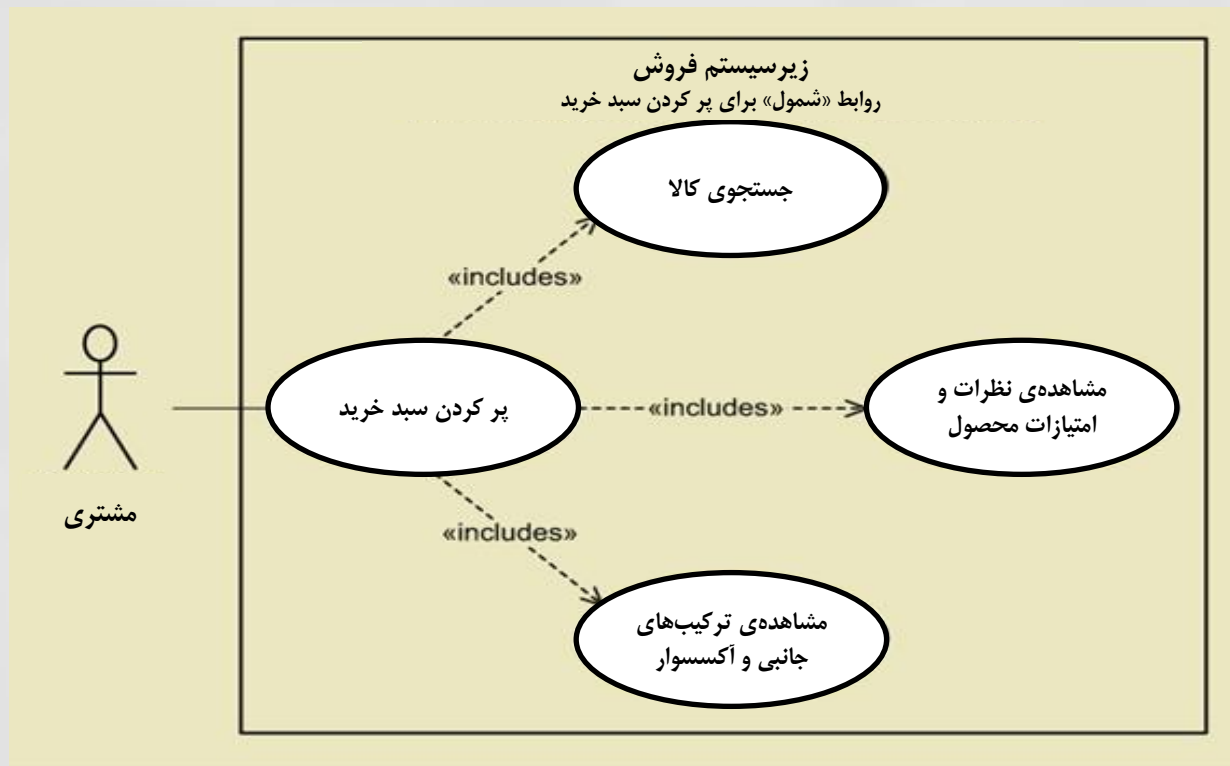 زیرسیستم فروش
روابط «شمول» برای پر کردن سبد خرید
جستجوی کالا
«includes»
مشاهده‌ی نظرات و
امتیازات محصول
«includes»
پر کردن سبد خرید
مشتری
«includes»
مشاهده‌ی ترکیب‌های
جانبی و آکسسوار